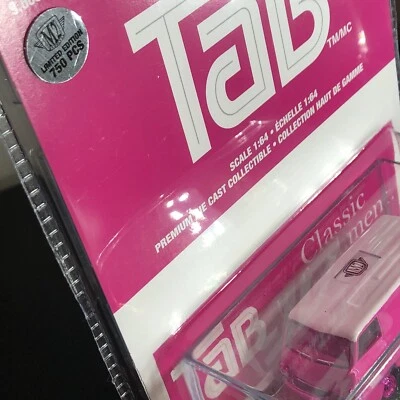 LIMITED EDITION
750 PCS
TaB
TM/MC
SCALE 1:64 • ÉCHELLE 1:64
PREMIUM DIE CAST COLLECTIBLE • COLLECTION HAUT DE GAMME
Classic
TaB